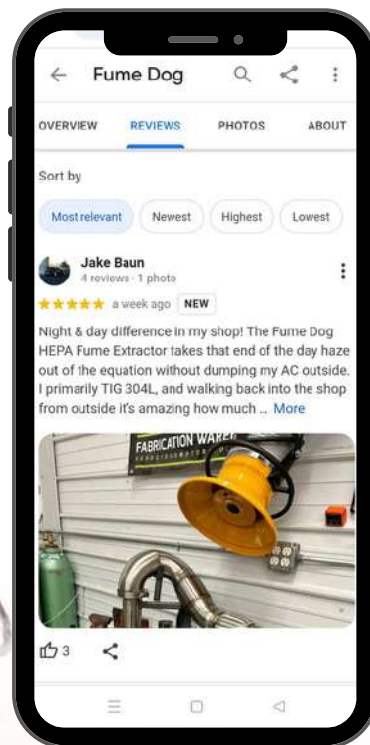 Fume Dog
OVERVIEW REVIEWS PHOTOS ABOUT
Sort by
Most relevant Newest Highest Lowest
Jake Baun
4 reviews · 1 photo
a week ago NEW
Night & day difference in my shop! The Fume Dog
HEPA Fume Extractor takes that end of the day haze
out of the equation without dumping my AC outside.
I primarily TIG 304L, and walking back into the shop
from outside it's amazing how much ... More
FABRICATION
3